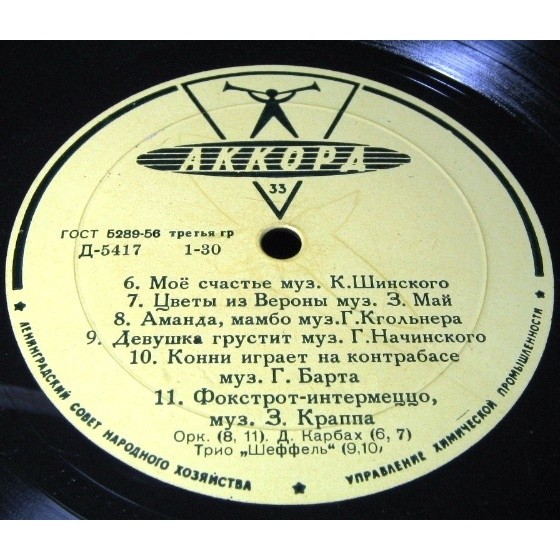 АККОРД
33
ГОСТ 5289-56 третья гр
Д-5417 1-30
6. Моё счастье муз. К.Шинского
7. Цветы из Вероны муз. З. Май
8. Аманда, мамбо муз.Г.Кгольнера
9. Девушка грустит муз. Г.Начинского
10. Конни играет на контрабасе
муз. Г. Барта
11. Фокстрот-интермеццо,
муз. З. Краппа
Орк. (8, 11). Д. Карбах (6, 7)
Трио „Шеффель" (9,10)
★ ЛЕНИНГРАДСКИЙ СОВЕТ НАРОДНОГО ХОЗЯЙСТВА ★ УПРАВЛЕНИЕ ХИМИЧЕСКОЙ ПРОМЫШЛЕННОСТИ ★